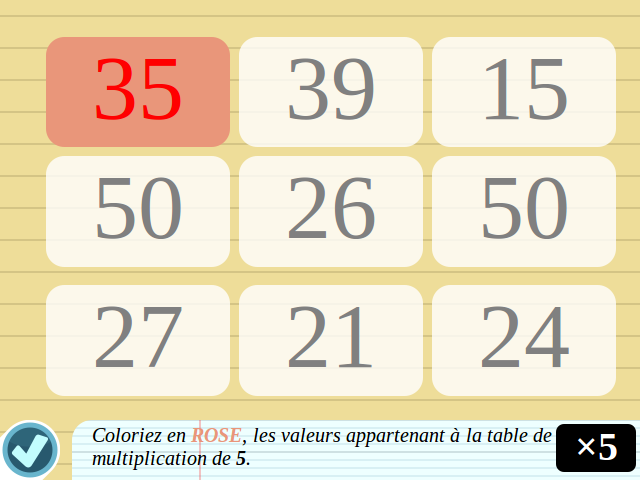 35 39 15
50 26 50
27 21 24
Coloriez en ROSE, les valeurs appartenant à la table de
multiplication de 5.
×5